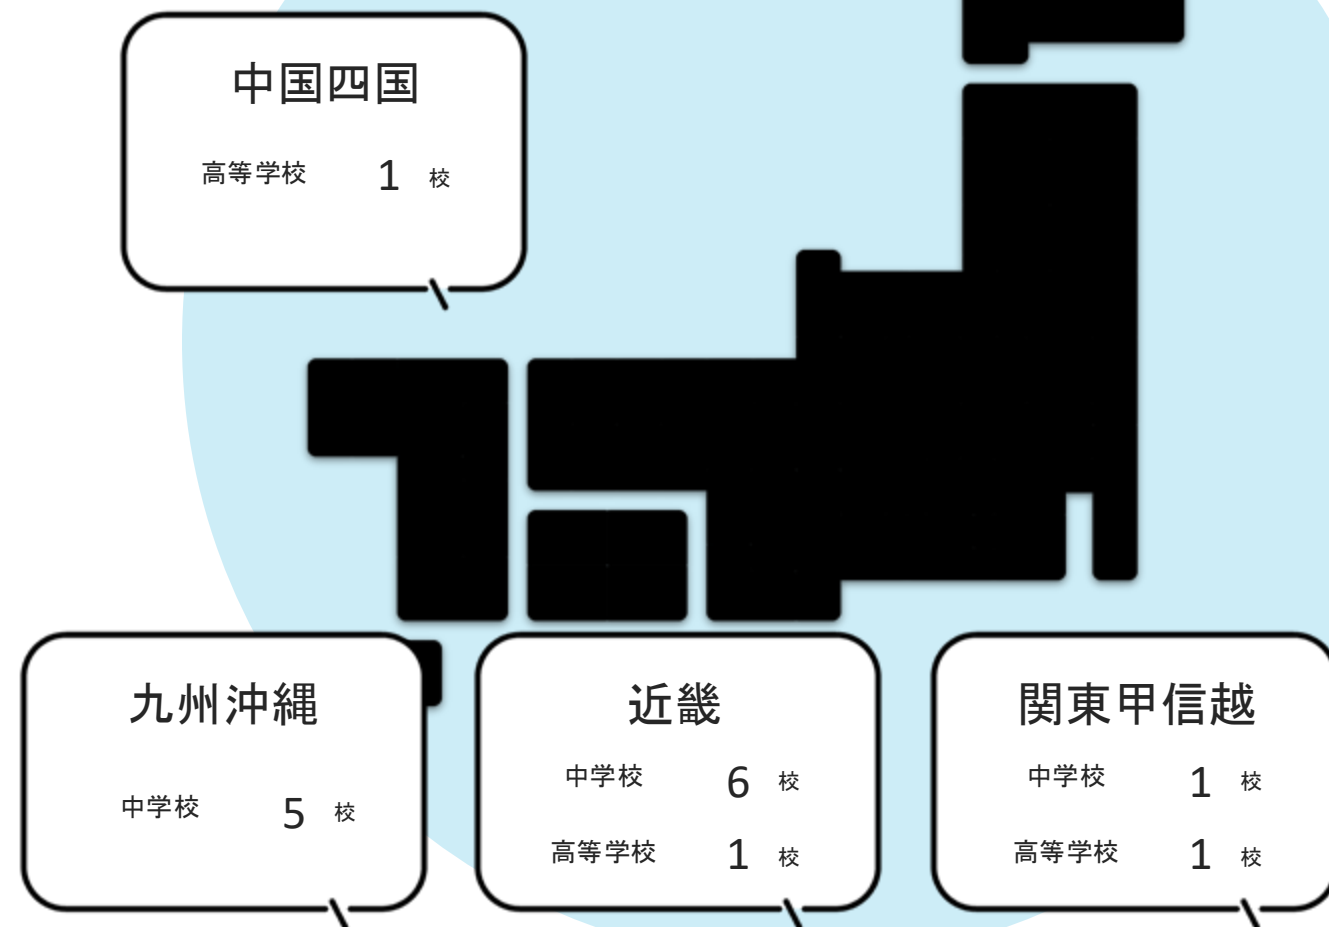 中国四国
高等学校 1 校
九州沖縄
中学校 5 校
近畿
中学校 6 校
高等学校 1 校
関東甲信越
中学校 1 校
高等学校 1 校